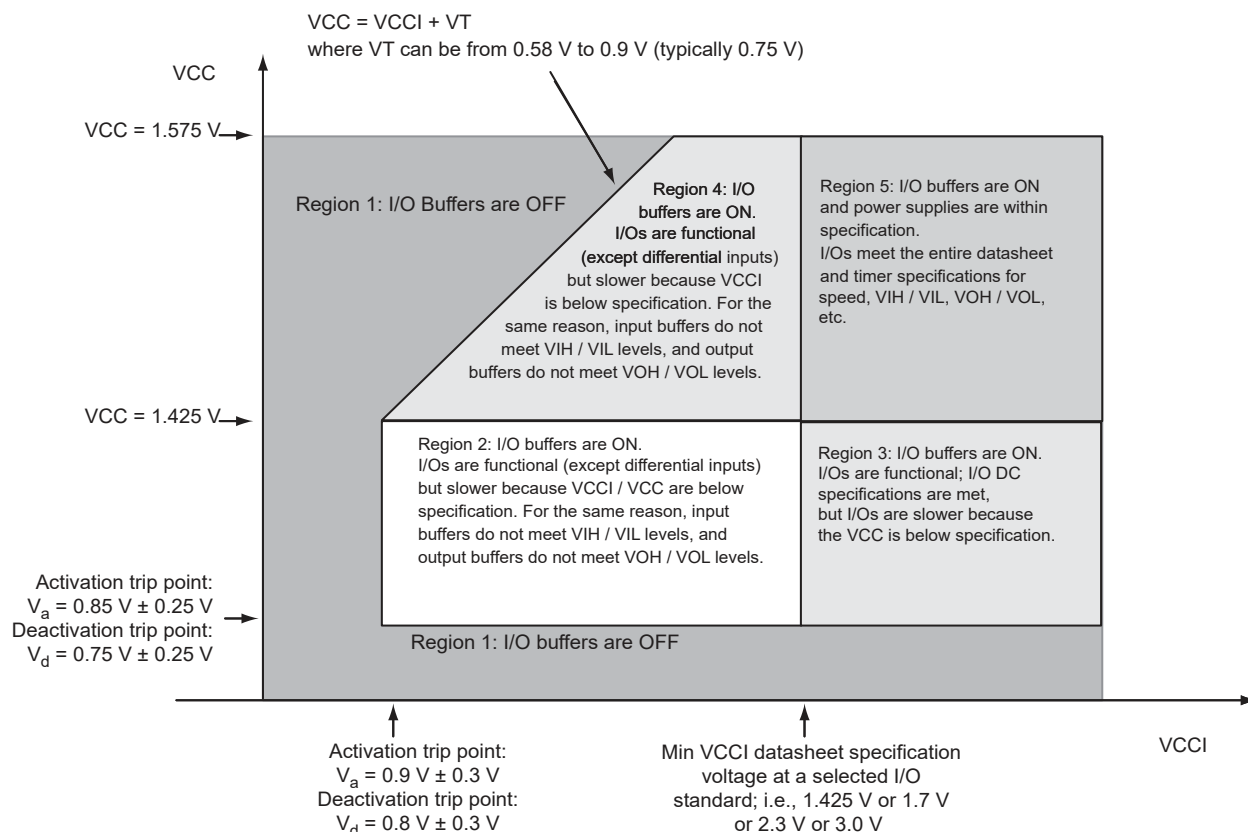 VCC = VCCI + VT
where VT can be from 0.58 V to 0.9 V (typically 0.75 V)
VCC
VCC = 1.575 V
Region 1: I/O Buffers are OFF
Region 4: I/O
buffers are ON.
I/Os are functional
(except differential inputs)
but slower because VCCI
is below specification. For the
same reason, input buffers do not
meet VIH / VIL levels, and output
buffers do not meet VOH / VOL levels.
Region 5: I/O buffers are ON
and power supplies are within
specification.
I/Os meet the entire datasheet
and timer specifications for
speed, VIH / VIL, VOH / VOL,
etc.
VCC = 1.425 V
Region 2: I/O buffers are ON.
I/Os are functional (except differential inputs)
but slower because VCCI / VCC are below
specification. For the same reason, input
buffers do not meet VIH / VIL levels, and
output buffers do not meet VOH / VOL levels.
Region 3: I/O buffers are ON.
I/Os are functional; I/O DC
specifications are met,
but I/Os are slower because
the VCC is below specification.
Activation trip point:
Va = 0.85 V ± 0.25 V
Deactivation trip point:
Vd = 0.75 V ± 0.25 V
Region 1: I/O buffers are OFF
Activation trip point:
Va = 0.9 V ± 0.3 V
Deactivation trip point:
Vd = 0.8 V ± 0.3 V
Min VCCI datasheet specification
voltage at a selected I/O
standard; i.e., 1.425 V or 1.7 V
or 2.3 V or 3.0 V
VCCI